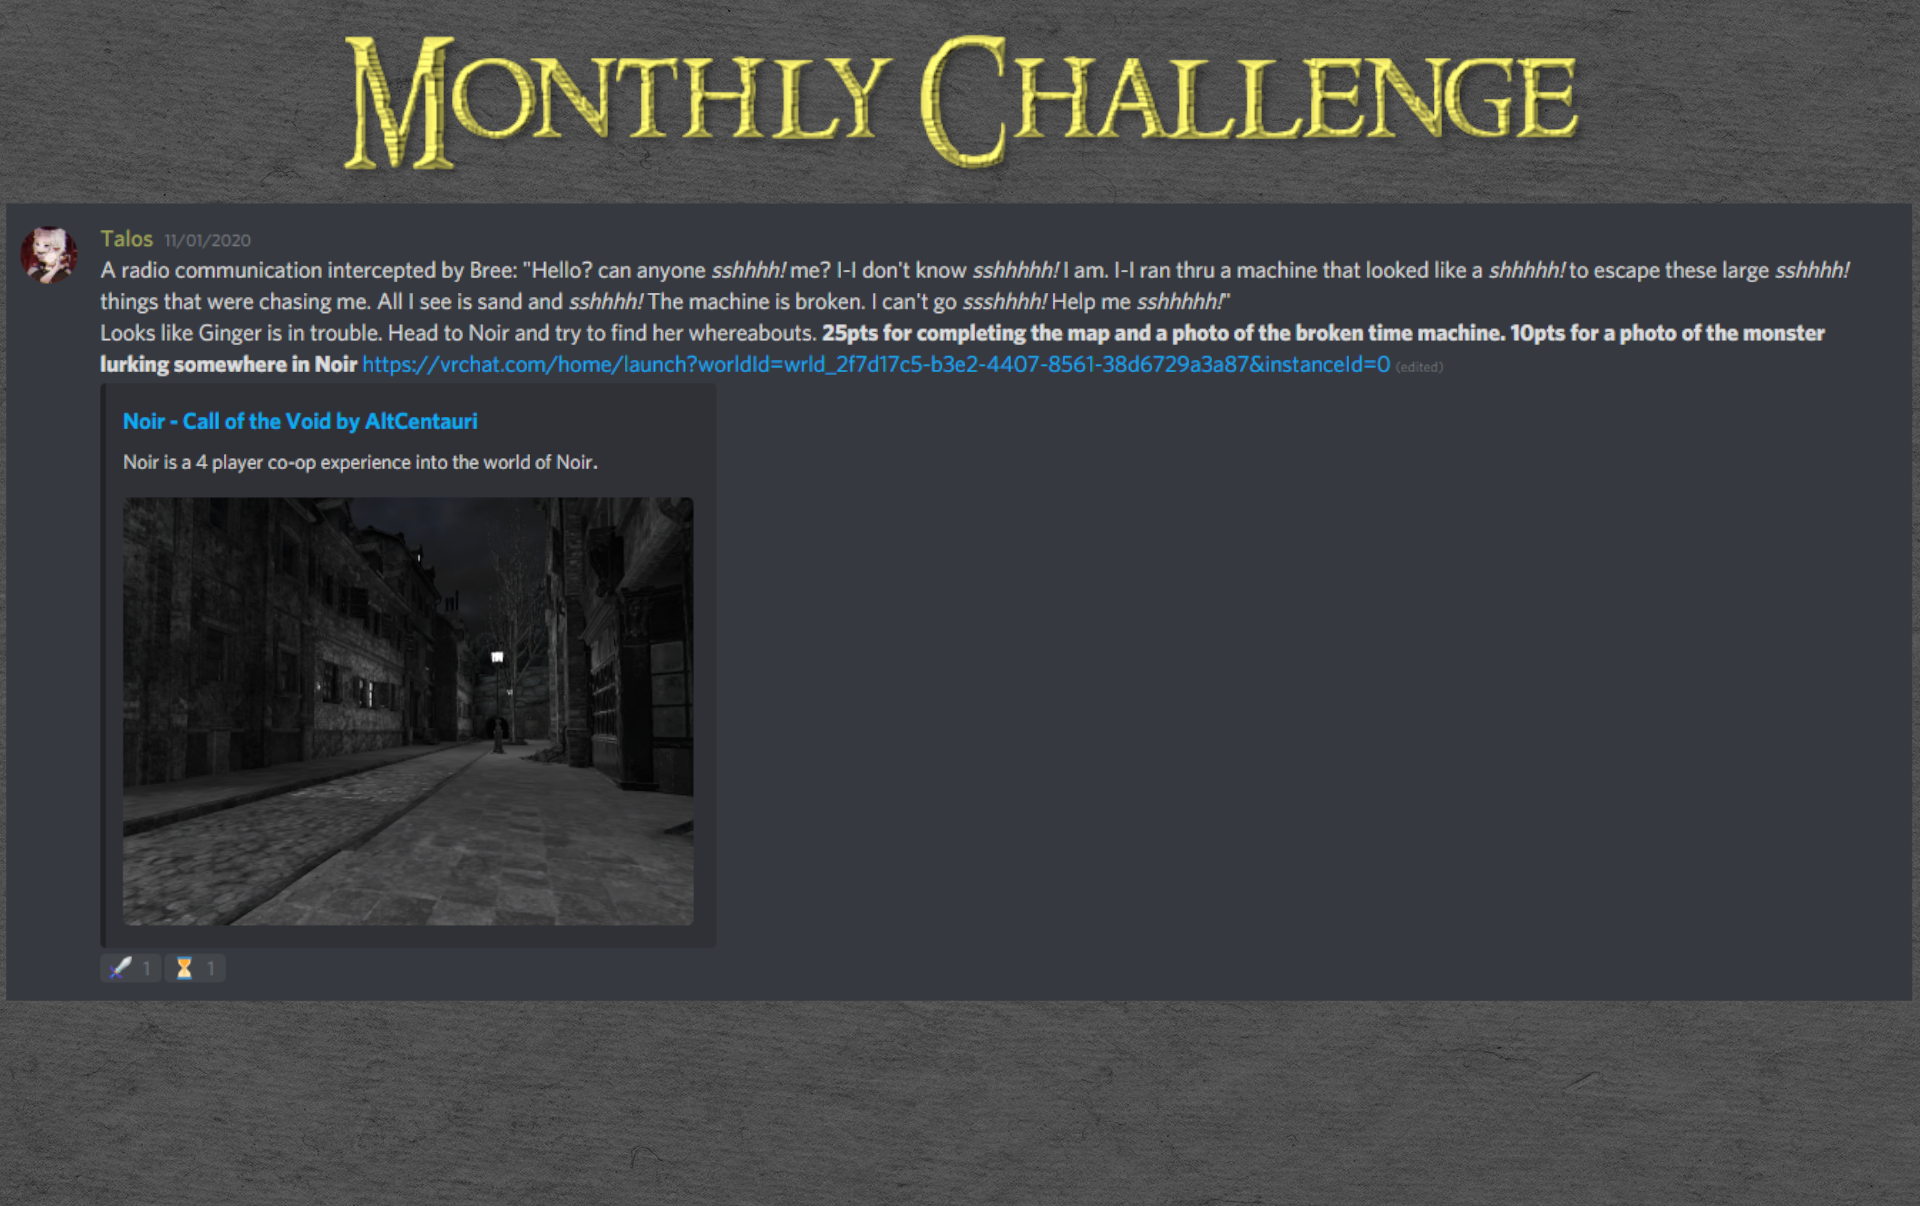 MONTHLY CHALLENGE
Talos 11/01/2020
A radio communication intercepted by Bree: "Hello? can anyone sshhhh! me? I-I don't know sshhhhh! I am. I-I ran thru a machine that looked like a shhhhh! to escape these large sshhhh!
things that were chasing me. All I see is sand and sshhhh! The machine is broken. I can't go ssshhhh! Help me sshhhhh!"
Looks like Ginger is in trouble. Head to Noir and try to find her whereabouts. 25pts for completing the map and a photo of the broken time machine. 10pts for a photo of the monster
lurking somewhere in Noir https://vrchat.com/home/launch?worldId=wrld_2f7d17c5-b3e2-4407-8561-38d6729a3a87&instanceId=0 (edited)
Noir - Call of the Void by AltCentauri
Noir is a 4 player co-op experience into the world of Noir.
1 1